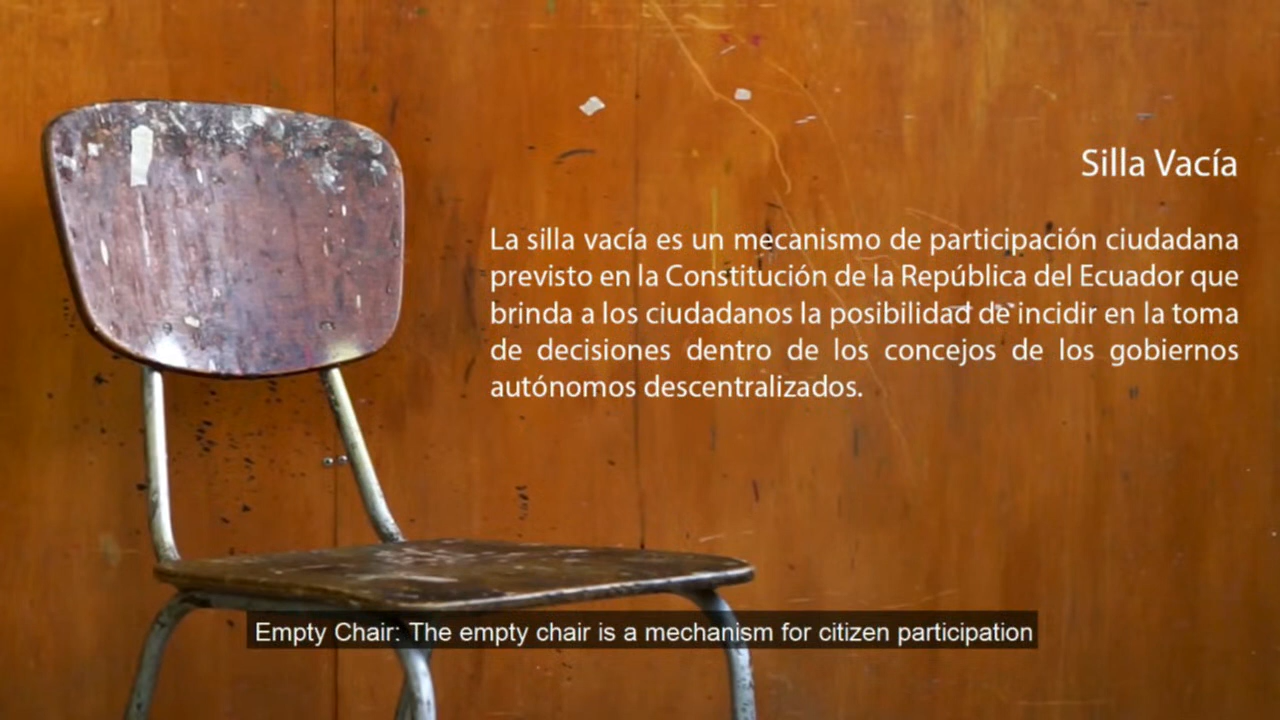 Silla Vacía
La silla vacía es un mecanismo de participación ciudadana
previsto en la Constitución de la República del Ecuador que
brinda a los ciudadanos la posibilidad de incidir en la toma
de decisiones dentro de los concejos de los gobiernos
autónomos descentralizados.
Empty Chair: The empty chair is a mechanism for citizen participation